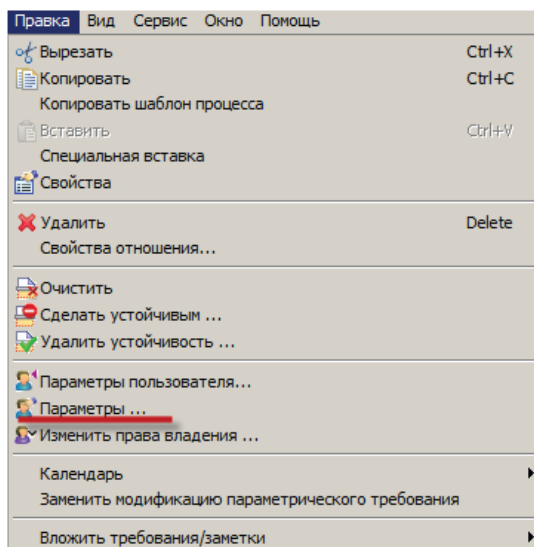 Правка Вид Сервис Окно Помощь
Вырезать Ctrl+X
Копировать Ctrl+C
Копировать шаблон процесса
Вставить Ctrl+V
Специальная вставка
Свойства
Удалить Delete
Свойства отношения...
Очистить
Сделать устойчивым ...
Удалить устойчивость ...
Параметры пользователя...
Параметры ...
Изменить права владения ...
Календарь
Заменить модификацию параметрического требования
Вложить требования/заметки